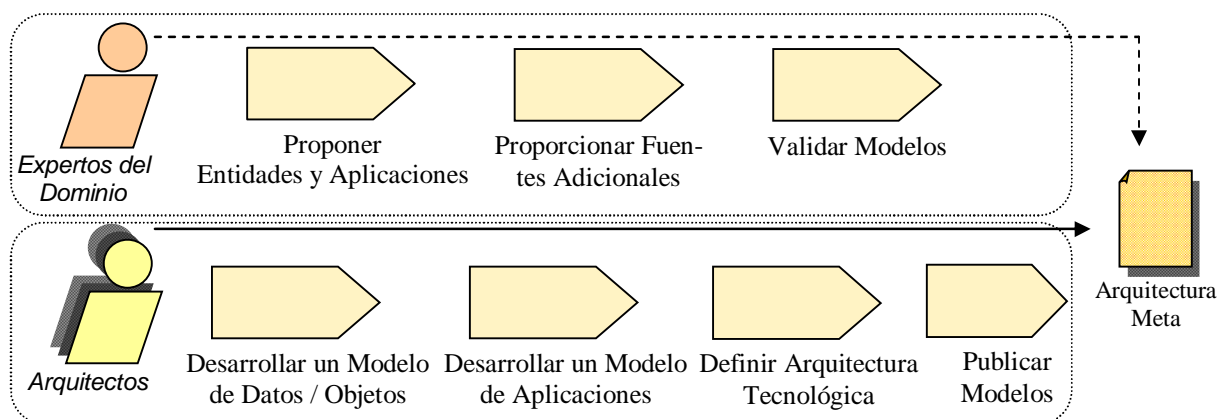 Expertos del
Dominio
Proponer
Entidades y Aplicaciones
Proporcionar Fuen-
tes Adicionales
Validar Modelos
Arquitectos
Desarrollar un Modelo
de Datos / Objetos
Desarrollar un Modelo
de Aplicaciones
Definir Arquitectura
Tecnológica
Publicar
Modelos
Arquitectura
Meta